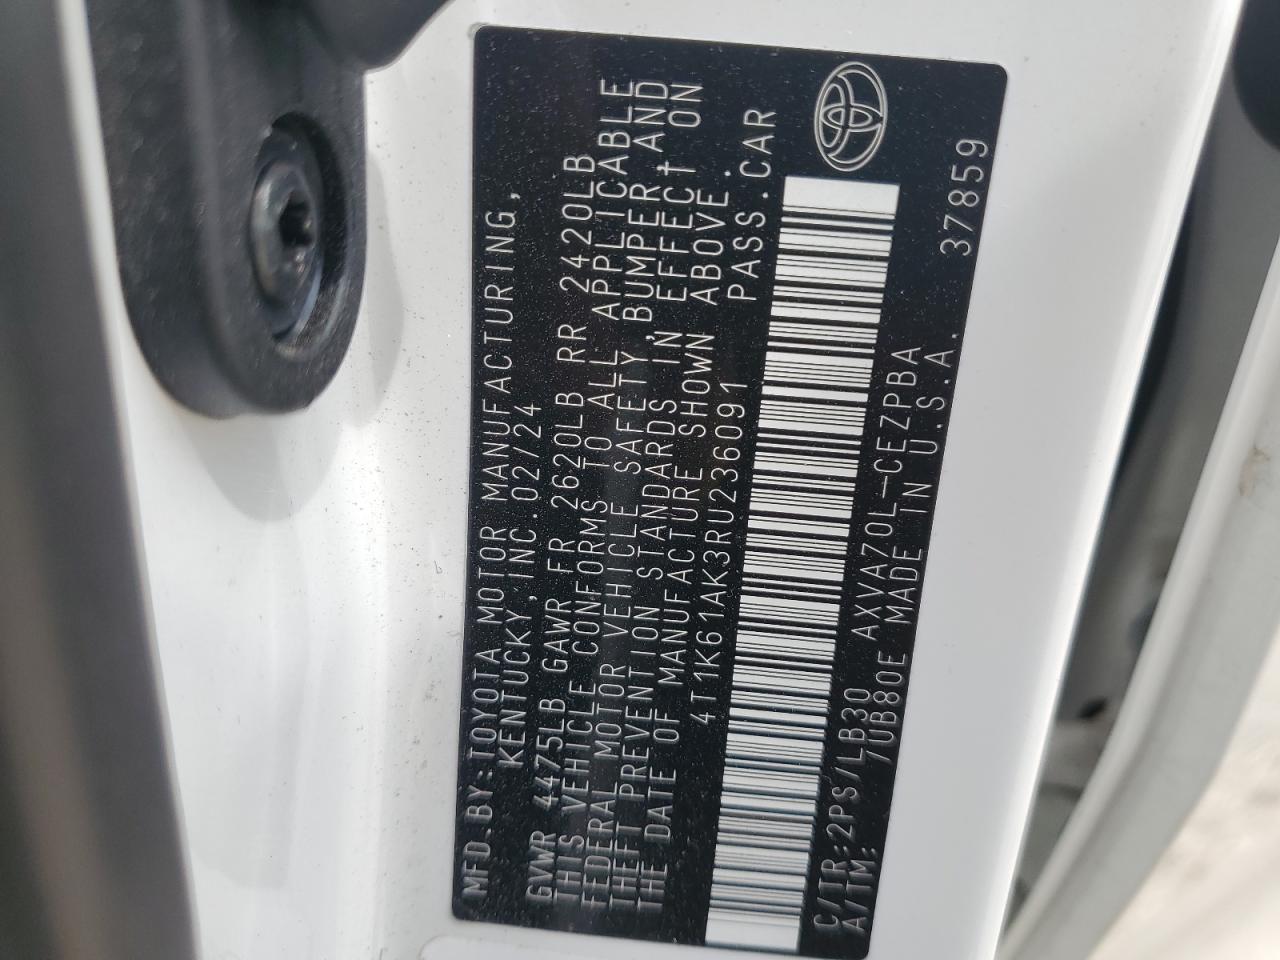 MFD.BY:TOYOTA MOTOR MANUFACTURING,
KENTUCKY,INC.02/24
GVWR 4475LB GAWR FR 2620LB RR 2420LB
THIS VEHICLE CONFORMS TO ALL APPLICABLE
FEDERAL MOTOR VEHICLE SAFETY,BUMPER,AND
THEFT PREVENTION STANDARDS IN EFFECT ON
THE DATE OF MANUFACTURE SHOWN ABOVE.
4T1K61AK3RU236091 PASS.CAR
C/TR:2PS/LB30 AXVA70L-CEZPBA
A/TM: /UB80E MADE IN U.S.A. 37859